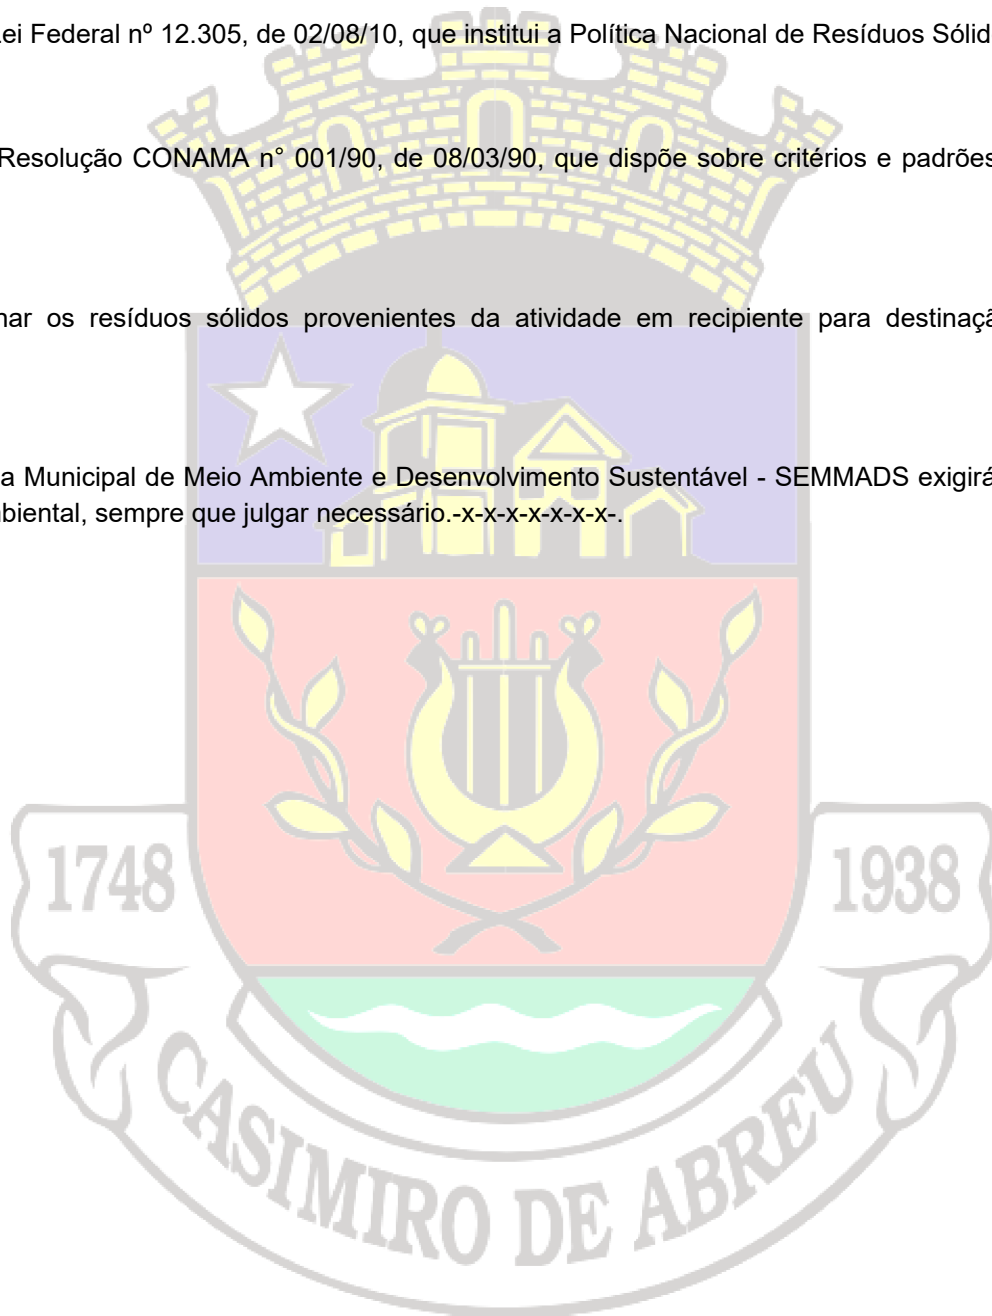 Lei Federal nº 12.305, de 02/08/10, que institui a Política Nacional de Resíduos Sólid
Resolução CONAMA n° 001/90, de 08/03/90, que dispõe sobre critérios e padrões
nar os resíduos sólidos provenientes da atividade em recipiente para destinaçã
a Municipal de Meio Ambiente e Desenvolvimento Sustentável - SEMMADS exigirá
biental, sempre que julgar necessário.-x-x-x-x-x-x-x-.
1748
1938
CASIMIRO DE ABREU